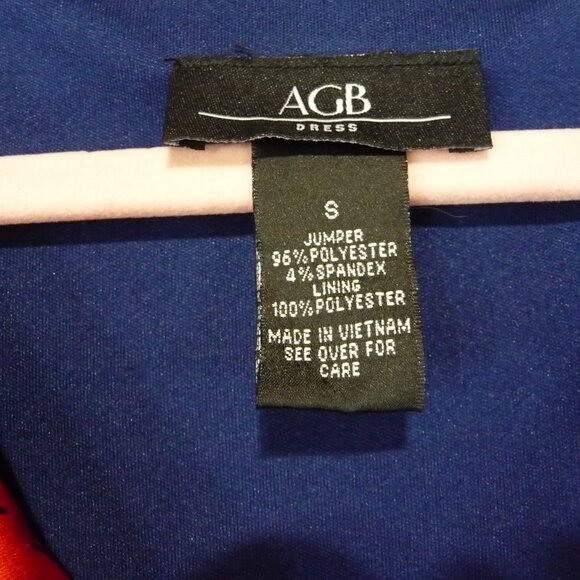 AGB
DRESS
S
JUMPER
96% POLYESTER
4% SPANDEX
LINING
100% POLYESTER
MADE IN VIETNAM
SEE OVER FOR
CARE